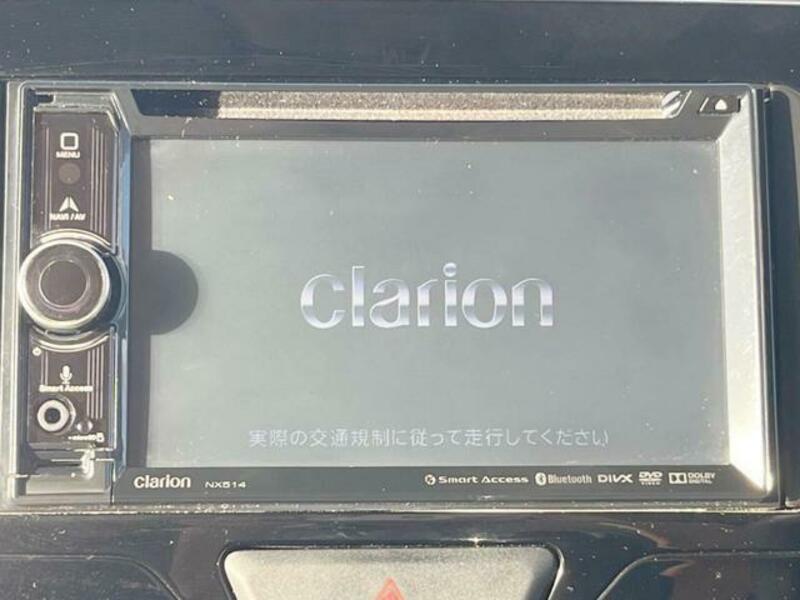 MENU
NAVI / AV
clarion
Smart Access
実際の交通規制に従って走行してください
clarion NX514 Smart Access Bluetooth DIVX DVD VIDEO DOLBY DIGITAL